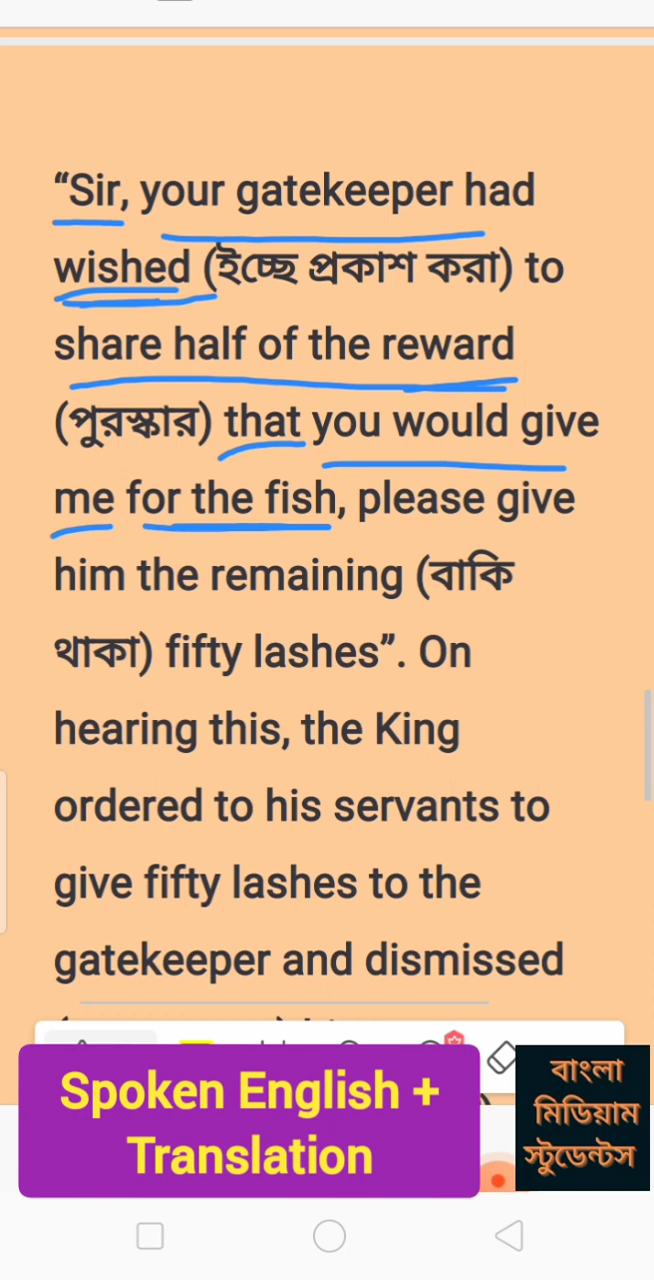 “Sir, your gatekeeper had
wished (ইচ্ছে প্রকাশ করা) to
share half of the reward
(পুরস্কার) that you would give
me for the fish, please give
him the remaining (বাকি
থাকা) fifty lashes”. On
hearing this, the King
ordered to his servants to
give fifty lashes to the
gatekeeper and dismissed
Spoken English +
Translation
বাংলা
মিডিয়াম
স্টুডেন্টস